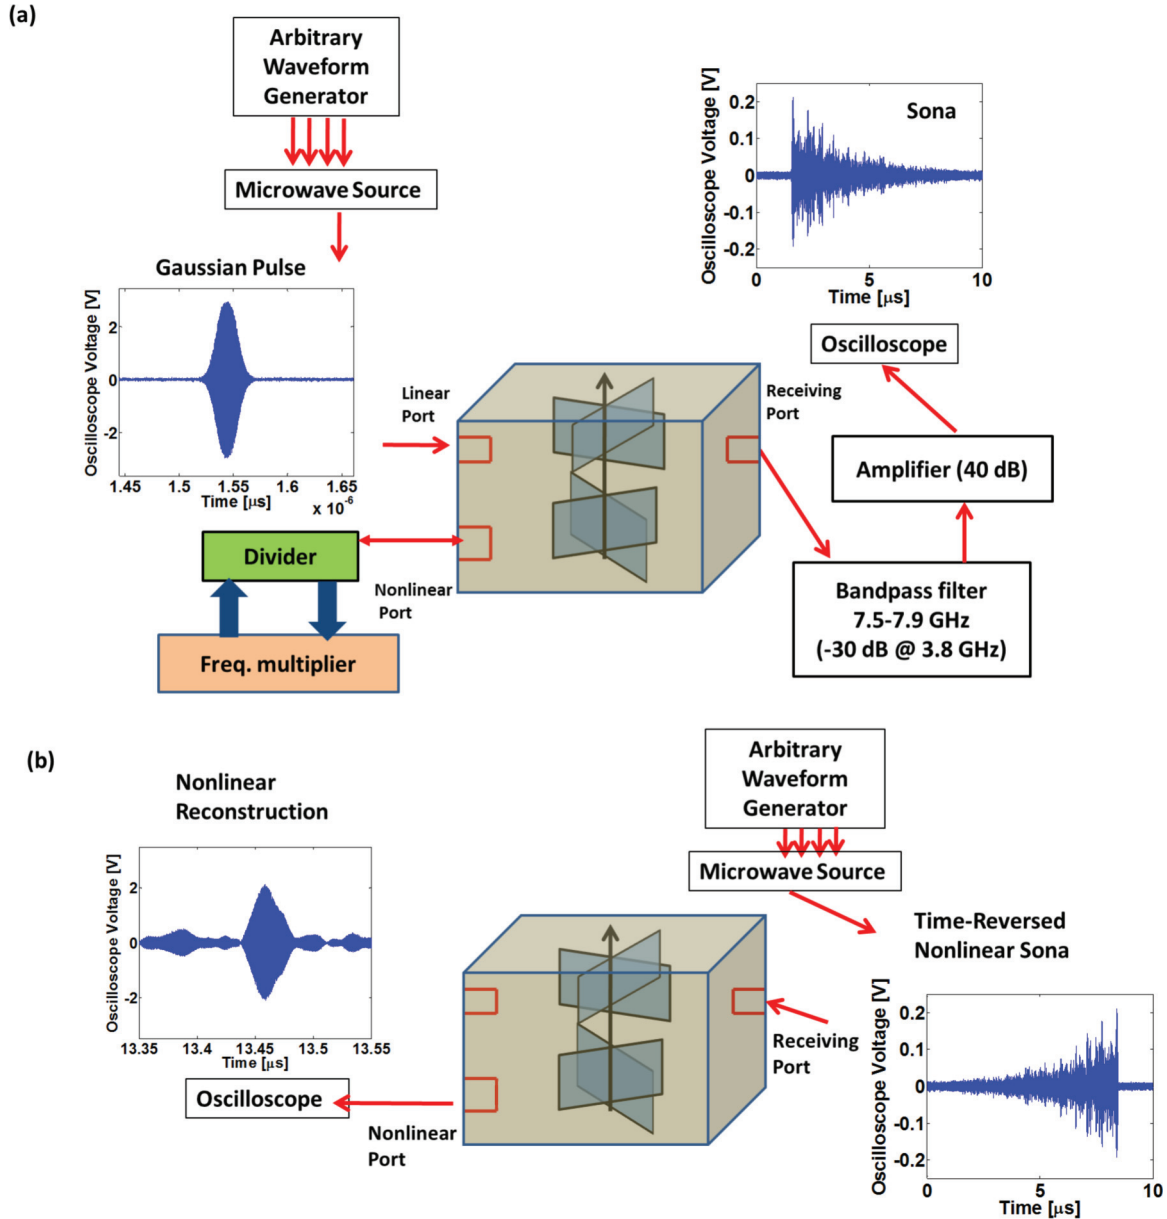 (a)
Arbitrary
Waveform
Generator
Microwave Source
Gaussian Pulse
Oscilloscope Voltage [V]
2
0
-2
1.45
1.5
1.55
1.6
1.65
Time [μs]
x 10-6
Linear
Port
Divider
Nonlinear
Port
Freq. multiplier
Oscilloscope Voltage [V]
Sona
0.2
0.1
0
-0.1
-0.2
0
5
10
Time [μs]
Oscilloscope
Receiving
Port
Amplifier (40 dB)
Bandpass filter
7.5-7.9 GHz
(-30 dB @ 3.8 GHz)
(b)
Nonlinear
Reconstruction
Oscilloscope Voltage [V]
2
0
-2
13.35
13.4
13.45
13.5
13.55
Time [μs]
Oscilloscope
Nonlinear
Port
Arbitrary
Waveform
Generator
Microwave Source
Time-Reversed
Nonlinear Sona
Receiving
Port
Oscilloscope Voltage [V]
0.2
0.1
0
-0.1
-0.2
0
5
10
Time [μs]